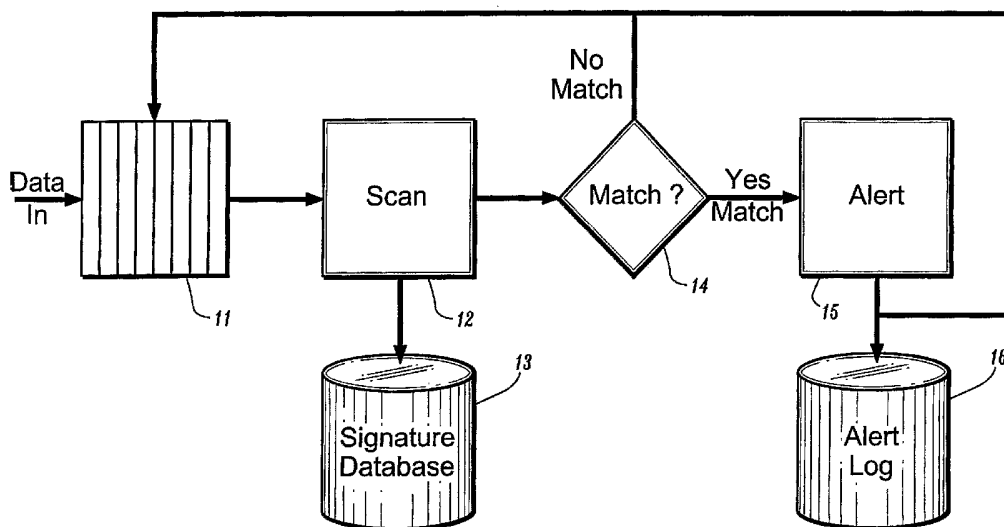 No
Match
Data
In
Scan
Match ?
Yes
Match
Alert
11
12
14
15
13
16
Signature
Database
Alert
Log